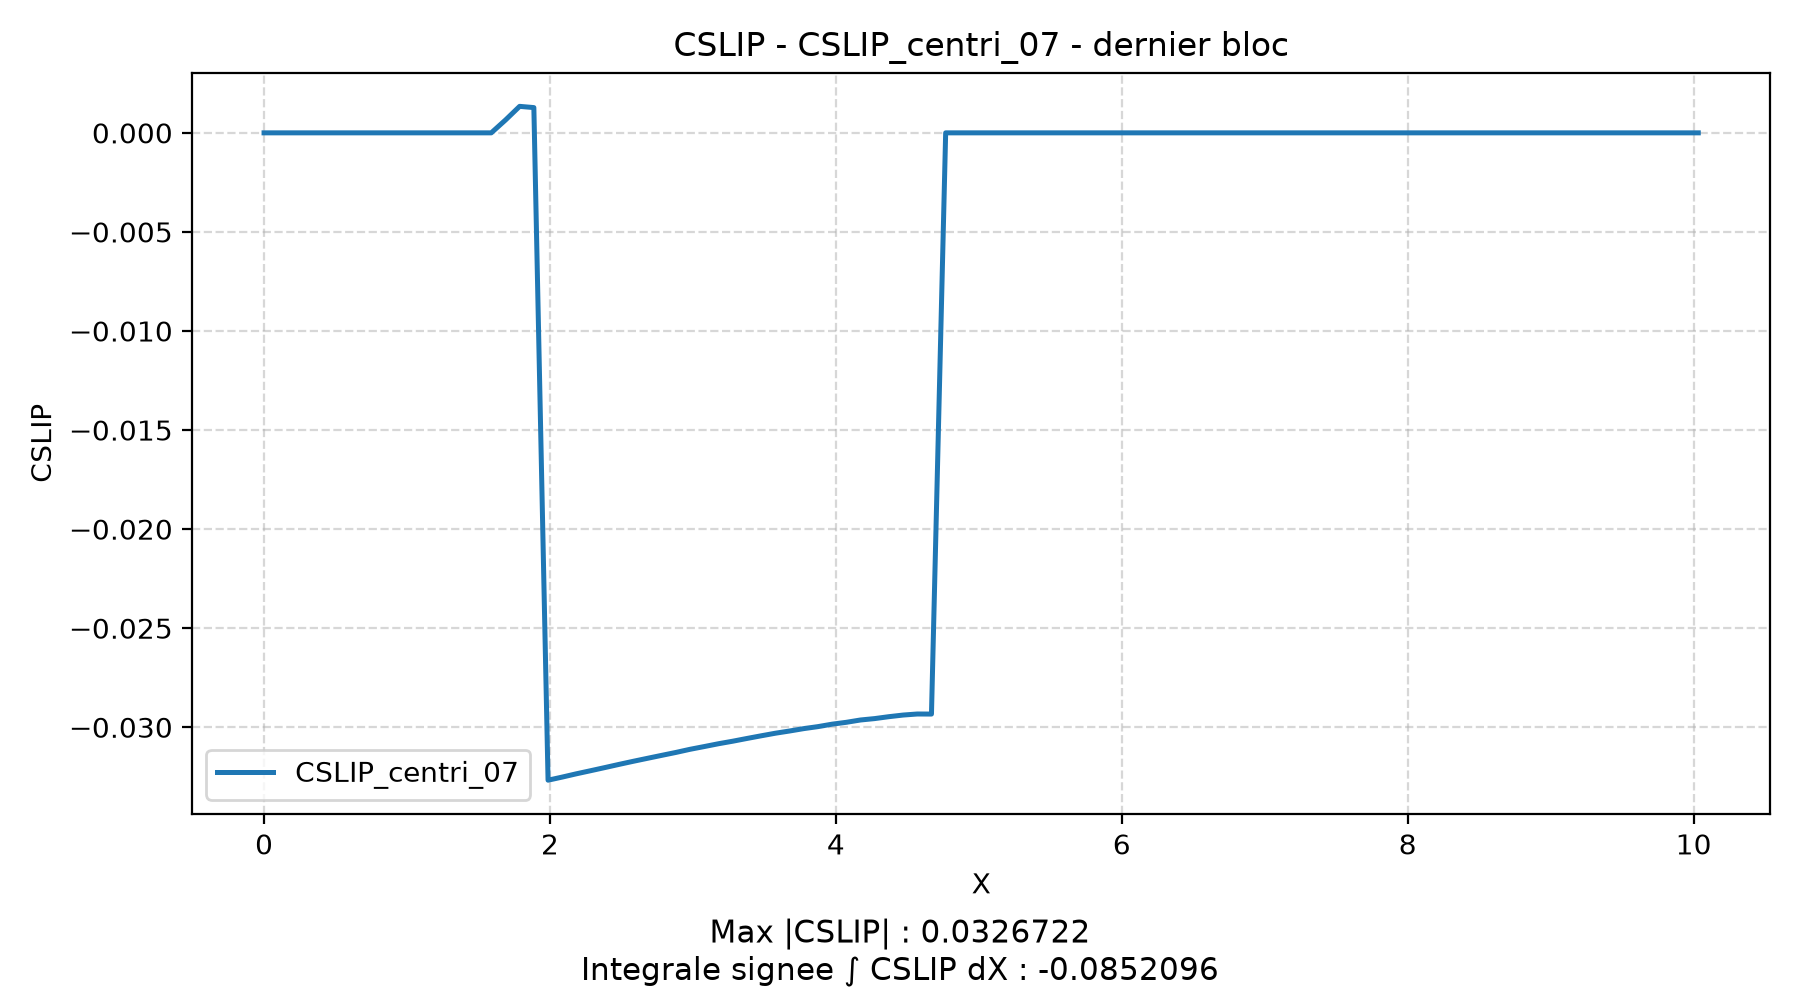 CSLIP - CSLIP_centri_07 - dernier bloc
0.000
−0.005
−0.010
−0.015
−0.020
−0.025
−0.030
CSLIP
CSLIP_centri_07
0 2 4 6 8 10
X
Max |CSLIP| : 0.0326722
Integrale signee ∫ CSLIP dX : -0.0852096